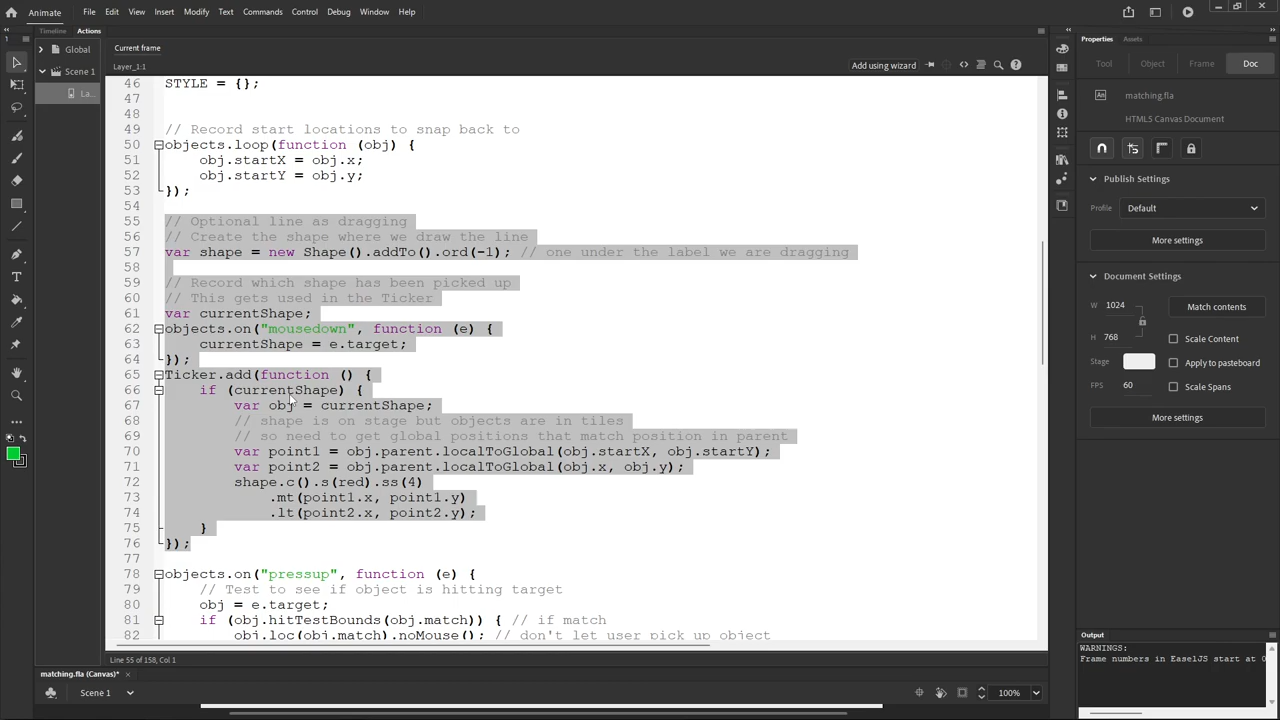 Animate
File Edit View Insert Modify Text Commands Control Debug Window Help
Timeline Actions
Global
Scene 1
La...
Current frame
Layer_1:1
Add using wizard
46 STYLE = {};
47
48
49 // Record start locations to snap back to
50 objects.loop(function (obj) {
51 obj.startX = obj.x;
52 obj.startY = obj.y;
53 });
54
55 // Optional line as dragging
56 // Create the shape where we draw the line
57 var shape = new Shape().addTo().ord(-1); // one under the label we are dragging
58
59 // Record which shape has been picked up
60 // This gets used in the Ticker
61 var currentShape;
62 objects.on("mousedown", function (e) {
63 currentShape = e.target;
64 });
65 Ticker.add(function () {
66 if (currentShape) {
67 var obj = currentShape;
68 // shape is on stage but objects are in tiles
69 // so need to get global positions that match position in parent
70 var point1 = obj.parent.localToGlobal(obj.startX, obj.startY);
71 var point2 = obj.parent.localToGlobal(obj.x, obj.y);
72 shape.c().s(red).ss(4)
73 .mt(point1.x, point1.y)
74 .lt(point2.x, point2.y);
75 }
76 });
77
78 objects.on("pressup", function (e) {
79 // Test to see if object is hitting target
80 obj = e.target;
81 if (obj.hitTestBounds(obj.match)) { // if match
82 obj.loc(obj.match).noMouse(); // don't let user pick up object
Line 55 of 158, Col 1
matching.fla (Canvas)*
Scene 1
100%
Properties Assets
Tool Object Frame Doc
An matching.fla
HTML5 Canvas Document
Publish Settings
Profile Default
More settings
Document Settings
W 1024 Match contents
H 768 Scale Content
Stage Apply to pasteboard
FPS 60 Scale Spans
More settings
Output
WARNINGS:
Frame numbers in EaselJS start at 0